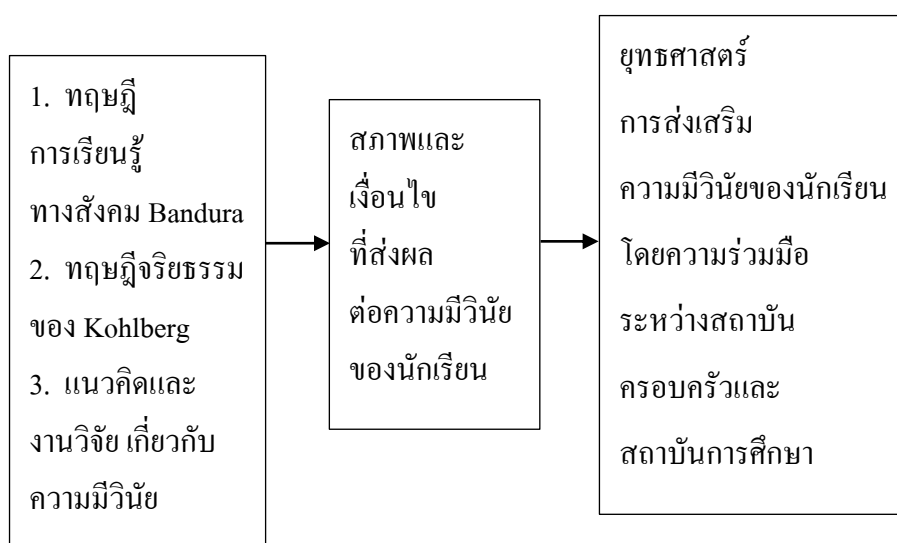 1. ทฤษฎี
การเรียนรู้
ทางสังคม Bandura
2. ทฤษฎีจริยธรรม
ของ Kohlberg
3. แนวคิดและ
งานวิจัย เกี่ยวกับ
ความมีวินัย
สภาพและ
เงื่อนไข
ที่ส่งผล
ต่อความมีวินัย
ของนักเรียน
ยุทธศาสตร์
การส่งเสริม
ความมีวินัยของนักเรียน
โดยความร่วมมือ
ระหว่างสถาบัน
ครอบครัวและ
สถาบันการศึกษา